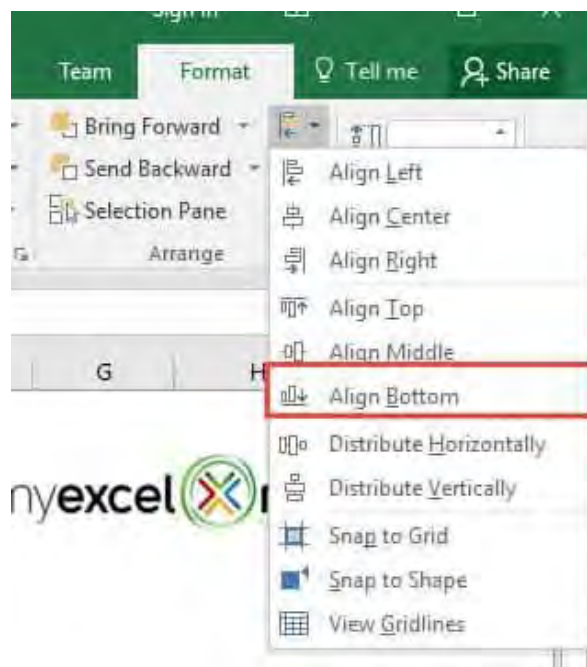 Sign in
Team Format Tell me Share
Bring Forward
Send Backward
Selection Pane
Arrange
Align Left
Align Center
Align Right
Align Top
Align Middle
Align Bottom
Distribute Horizontally
Distribute Vertically
Snap to Grid
Snap to Shape
View Gridlines
G H
myexcel